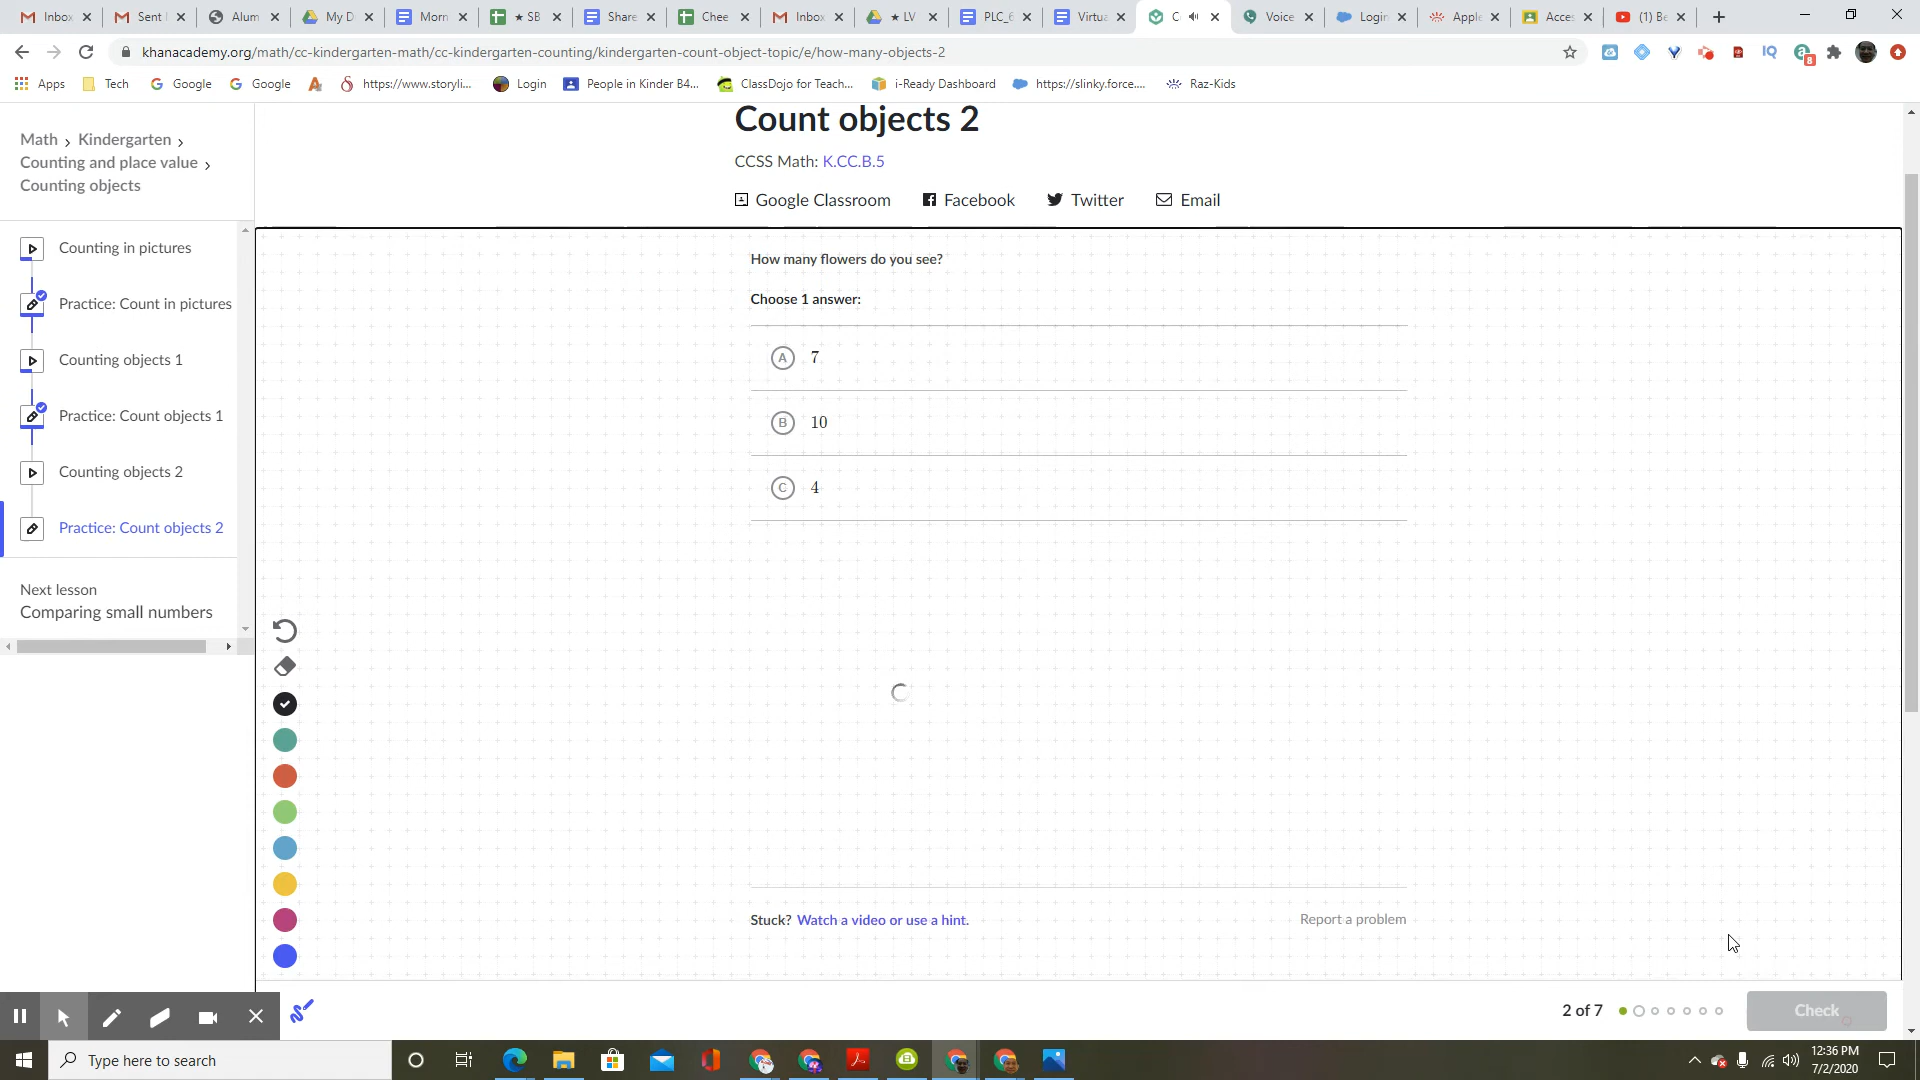 Inbox
Sent
Alum
My D
Morn
★ SB
Share
Chee
Inbox
★ LV
PLC_6
Virtua
C
Voice
Login
Apple
Acces
(1) Be
khanacademy.org/math/cc-kindergarten-math/cc-kindergarten-counting/kindergarten-count-object-topic/e/how-many-objects-2
IQ
8
Apps
Tech
Google
Google
https://www.storyli...
Login
People in Kinder B4...
ClassDojo for Teach...
i-Ready Dashboard
https://slinky.force....
Raz-Kids
Math > Kindergarten >
Counting and place value >
Counting objects
Counting in pictures
Practice: Count in pictures
Counting objects 1
Practice: Count objects 1
Counting objects 2
Practice: Count objects 2
Next lesson
Comparing small numbers
Count objects 2
CCSS Math: K.CC.B.5
Google Classroom
Facebook
Twitter
Email
How many flowers do you see?
Choose 1 answer:
A 7
B 10
C 4
Stuck? Watch a video or use a hint.
Report a problem
2 of 7
Check
Type here to search
12:36 PM
7/2/2020